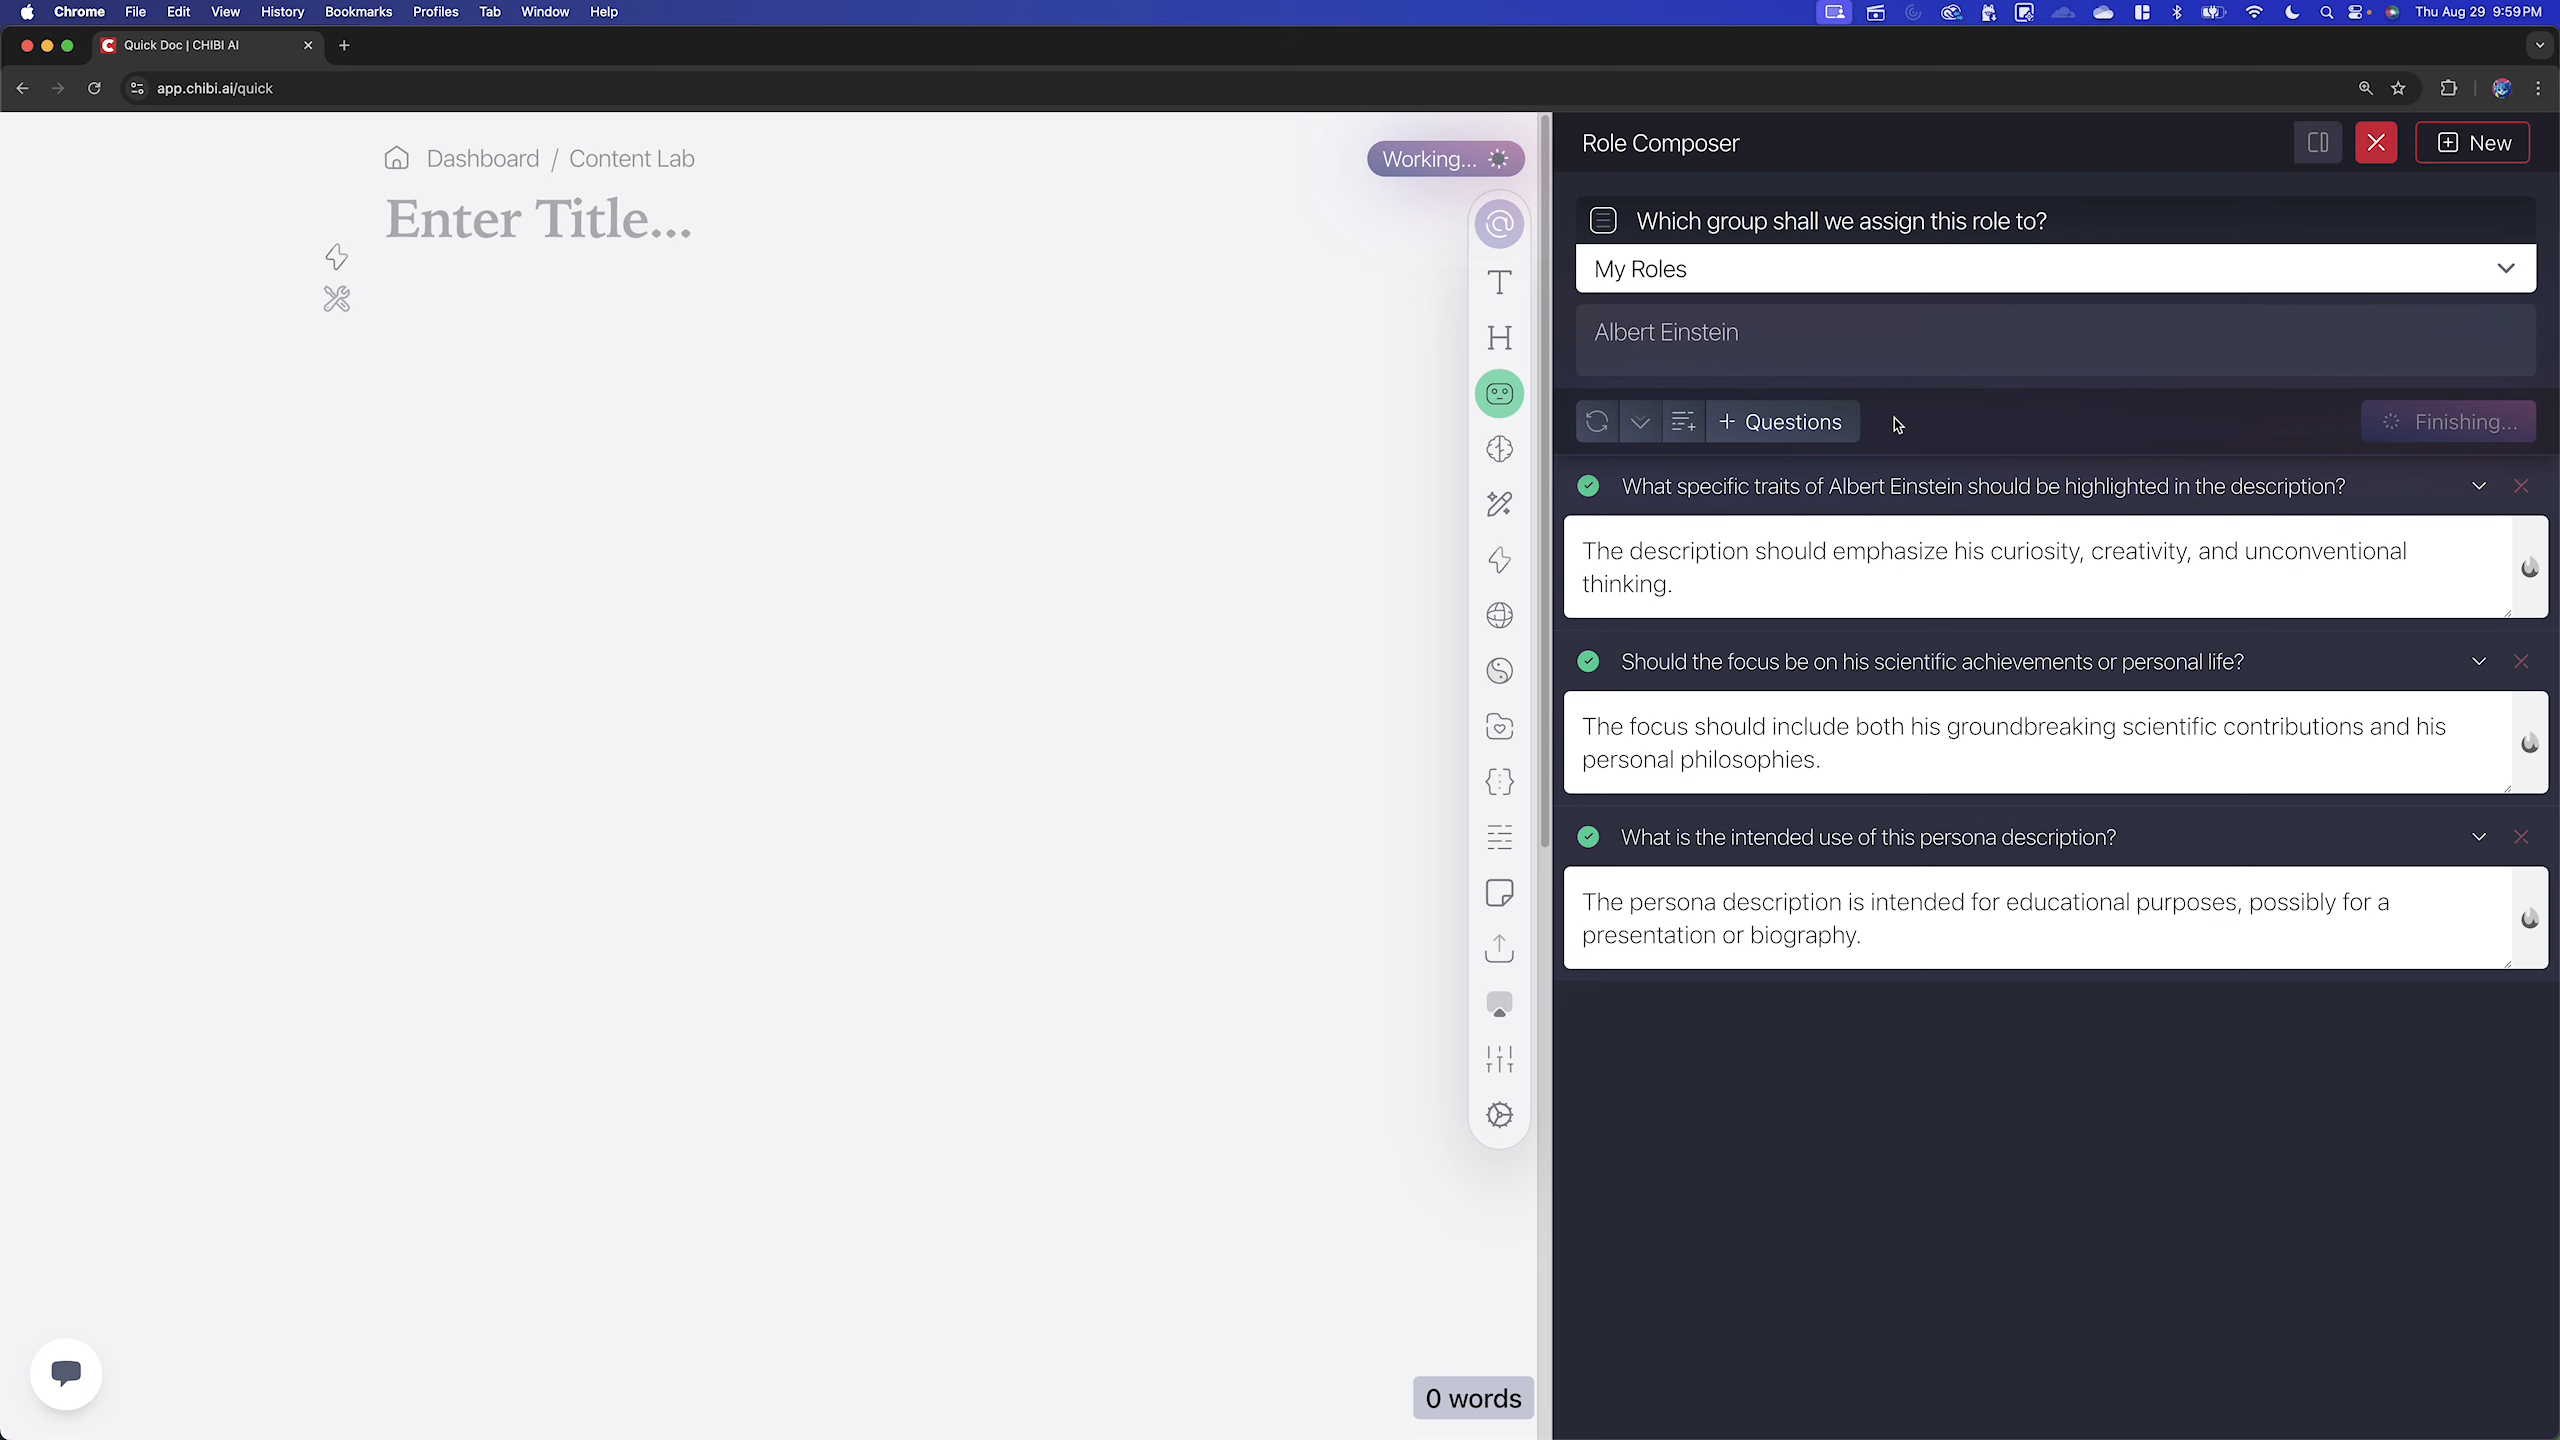 Chrome File Edit View History Bookmarks Profiles Tab Window Help
Thu Aug 29 9:59 PM
Quick Doc | CHIBI AI
app.chibi.ai/quick
Dashboard / Content Lab
Working...
Enter Title...
0 words
Role Composer
New
Which group shall we assign this role to?
My Roles
Albert Einstein
+ Questions
Finishing...
What specific traits of Albert Einstein should be highlighted in the description?
The description should emphasize his curiosity, creativity, and unconventional
thinking.
Should the focus be on his scientific achievements or personal life?
The focus should include both his groundbreaking scientific contributions and his
personal philosophies.
What is the intended use of this persona description?
The persona description is intended for educational purposes, possibly for a
presentation or biography.